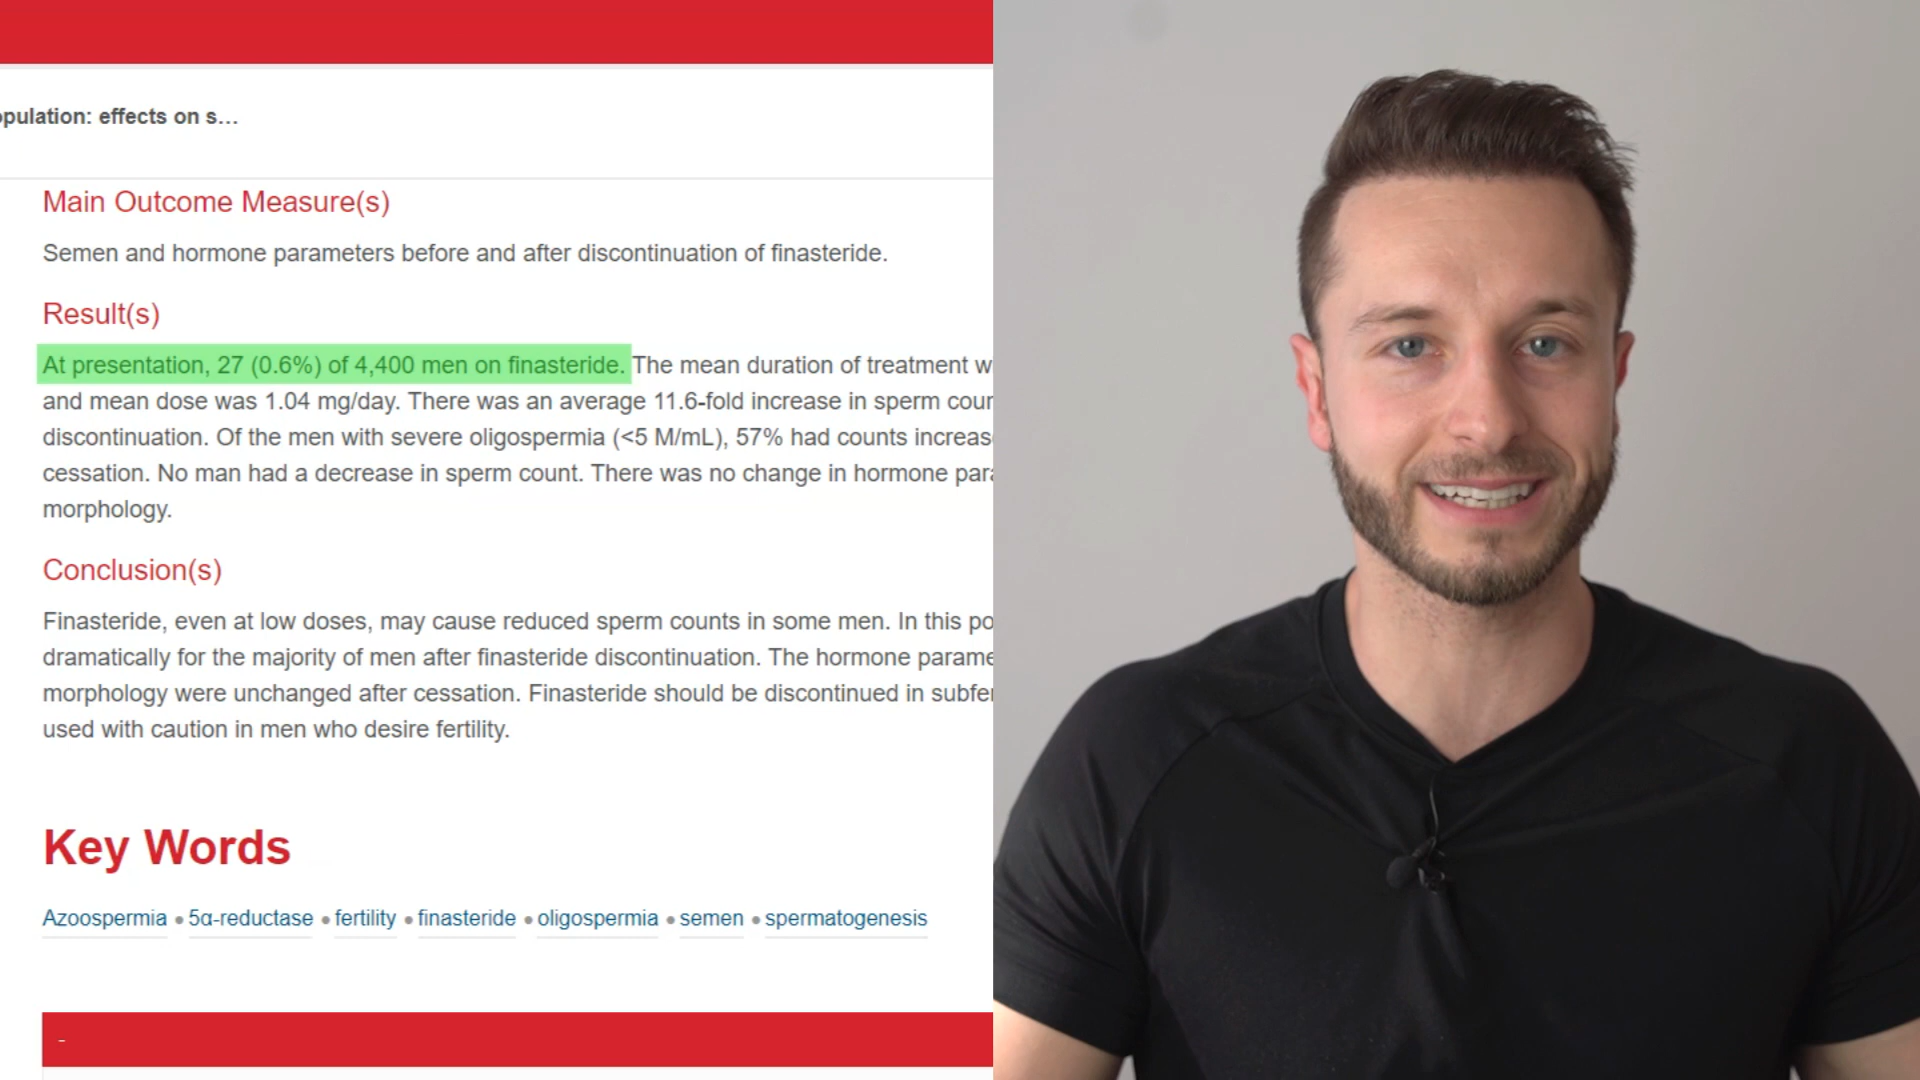 opulation: effects on s...
Main Outcome Measure(s)
Semen and hormone parameters before and after discontinuation of finasteride.
Result(s)
At presentation, 27 (0.6%) of 4,400 men on finasteride. The mean duration of treatment w
and mean dose was 1.04 mg/day. There was an average 11.6-fold increase in sperm cour
discontinuation. Of the men with severe oligospermia (<5 M/mL), 57% had counts increas
cessation. No man had a decrease in sperm count. There was no change in hormone para
morphology.
Conclusion(s)
Finasteride, even at low doses, may cause reduced sperm counts in some men. In this po
dramatically for the majority of men after finasteride discontinuation. The hormone parame
morphology were unchanged after cessation. Finasteride should be discontinued in subfer
used with caution in men who desire fertility.
Key Words
Azoospermia • 5α-reductase • fertility • finasteride • oligospermia • semen • spermatogenesis
-